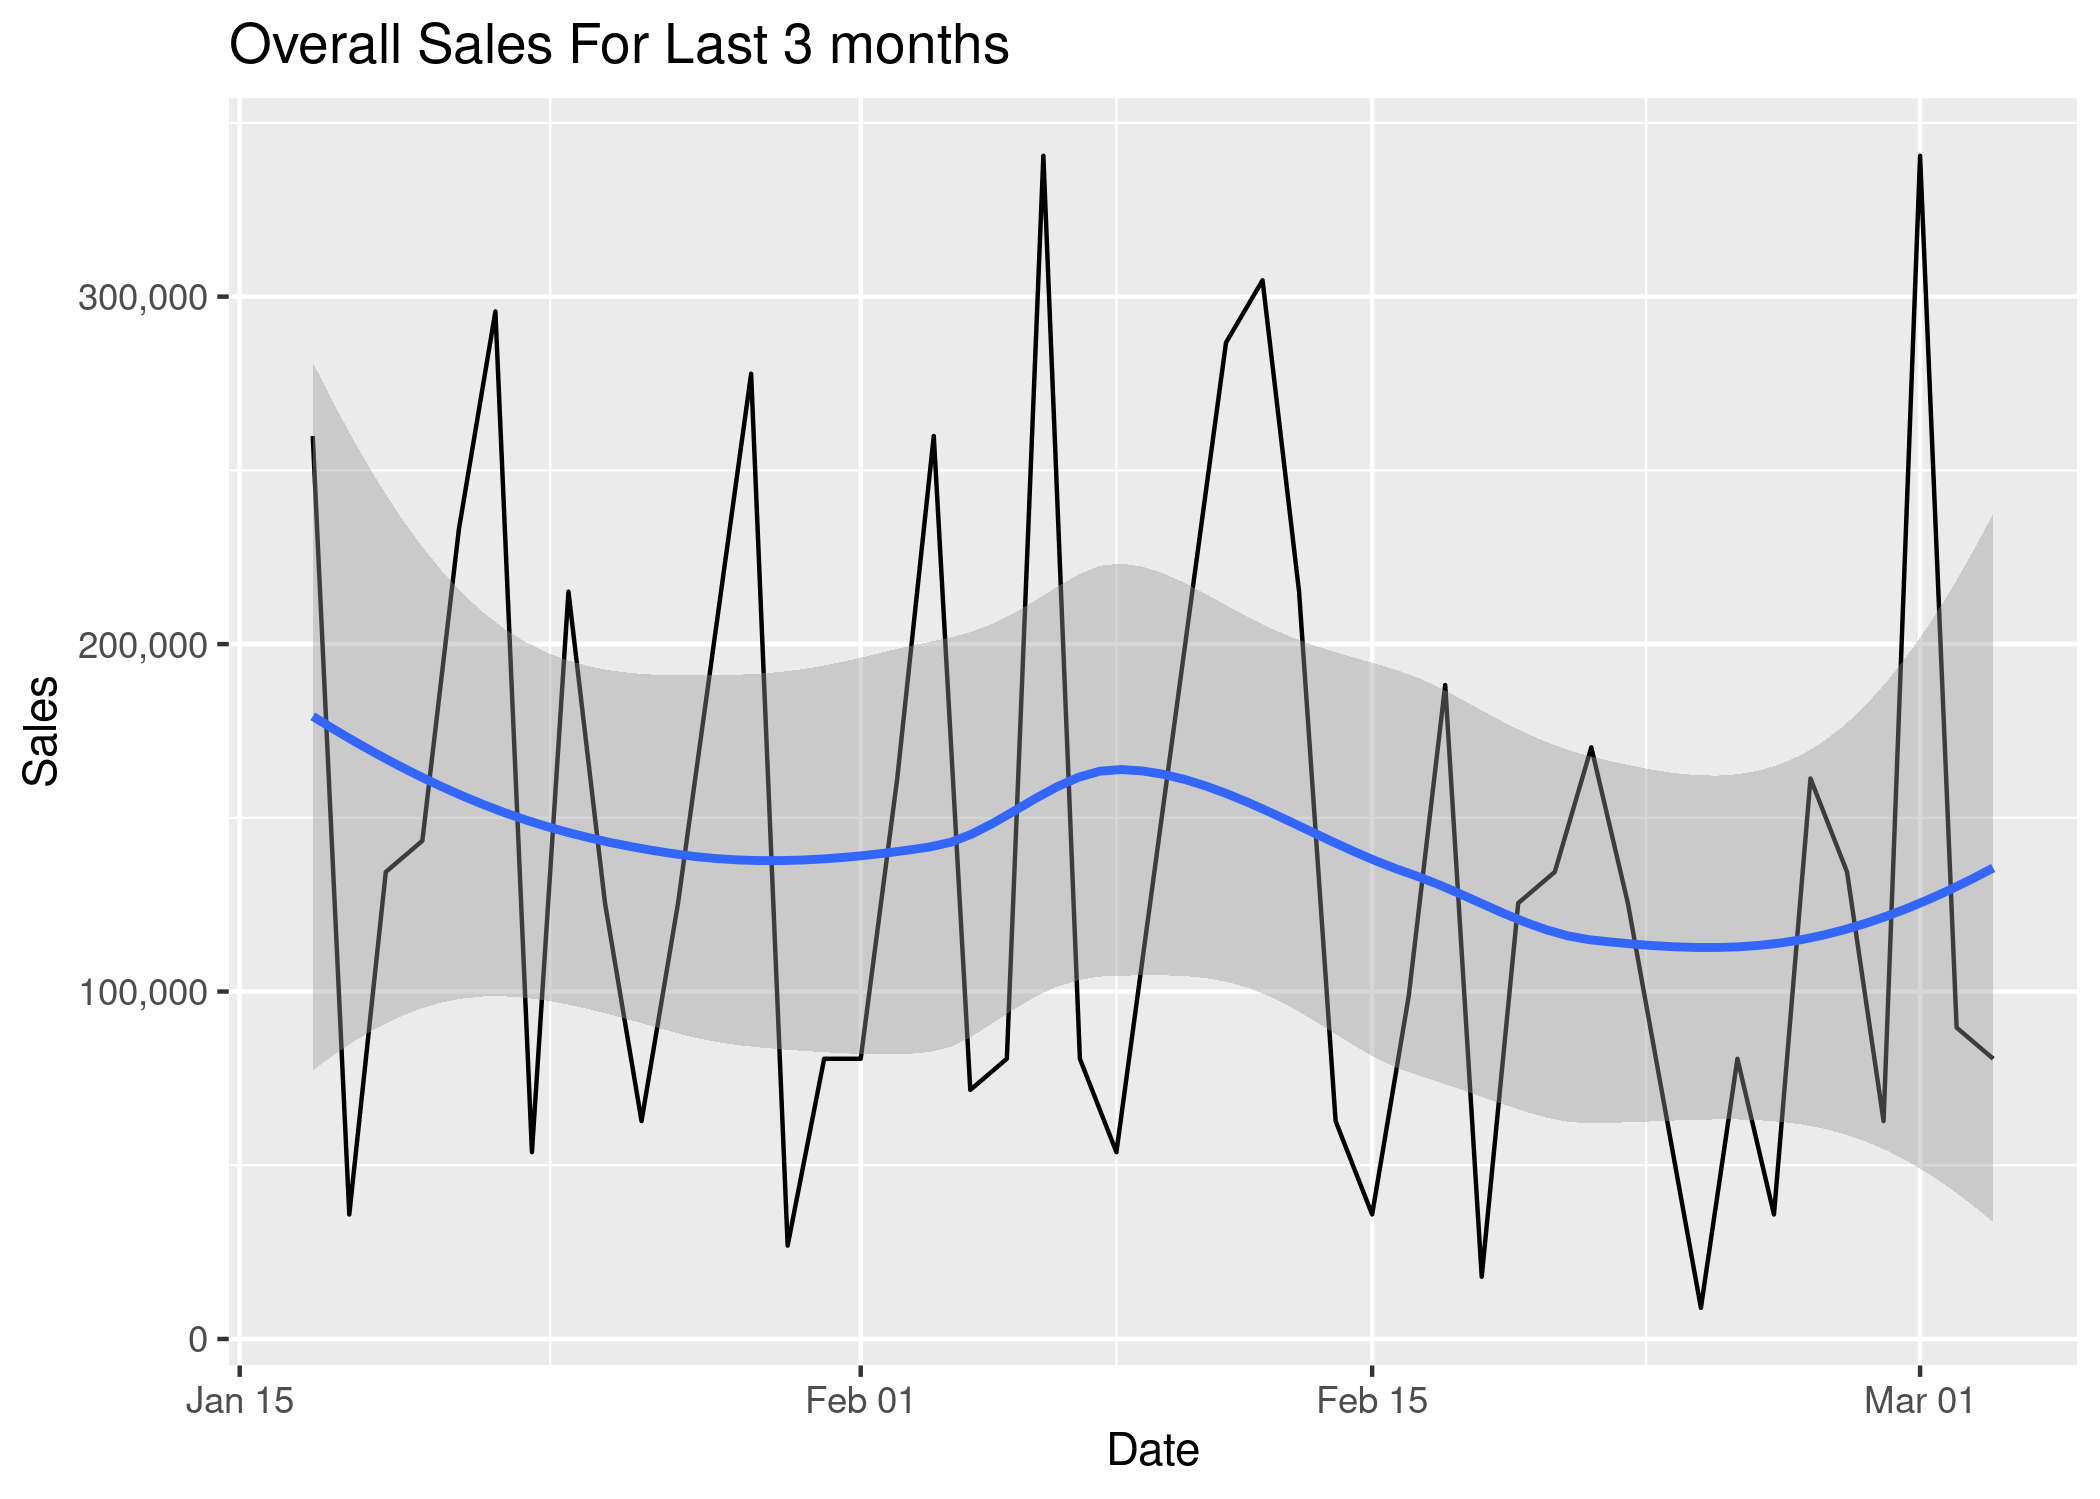 Overall Sales For Last 3 months
Sales
300,000
200,000
100,000
0
Jan 15
Feb 01
Feb 15
Mar 01
Date